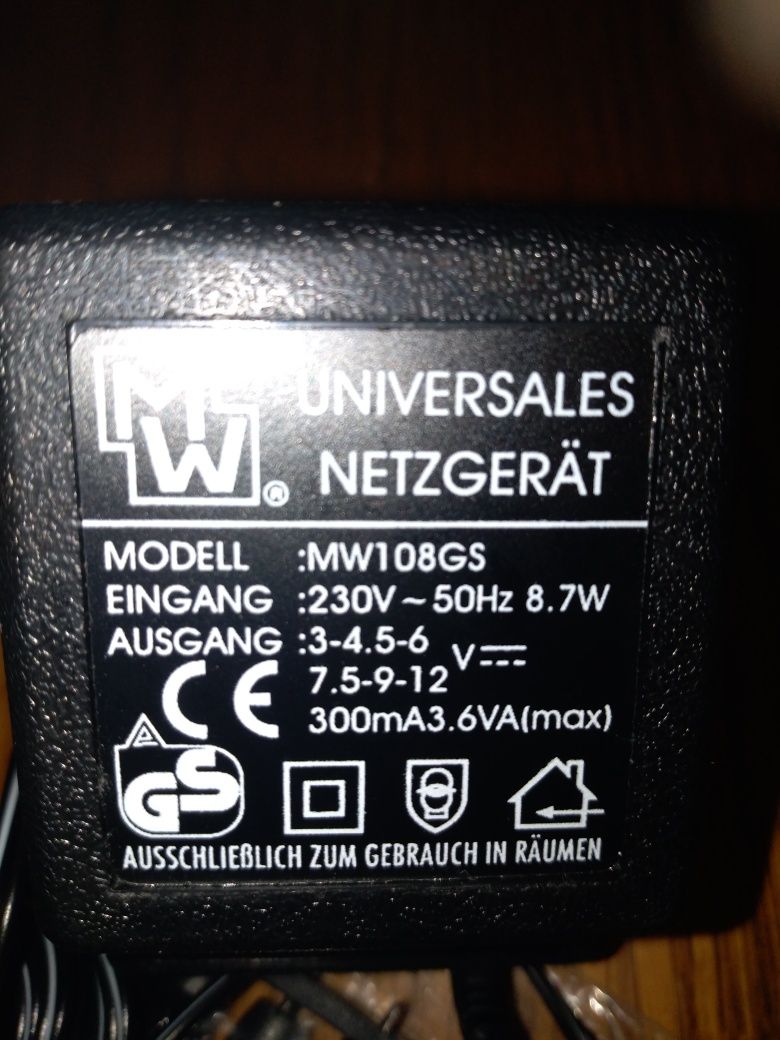 MW®
UNIVERSALES
NETZGERÄT
MODELL :MW108GS
EINGANG :230V~50Hz 8.7W
AUSGANG :3-4.5-6
7.5-9-12 V⎓
300mA3.6VA(max)
CE
GS
AUSSCHLIEßLICH ZUM GEBRAUCH IN RÄUMEN